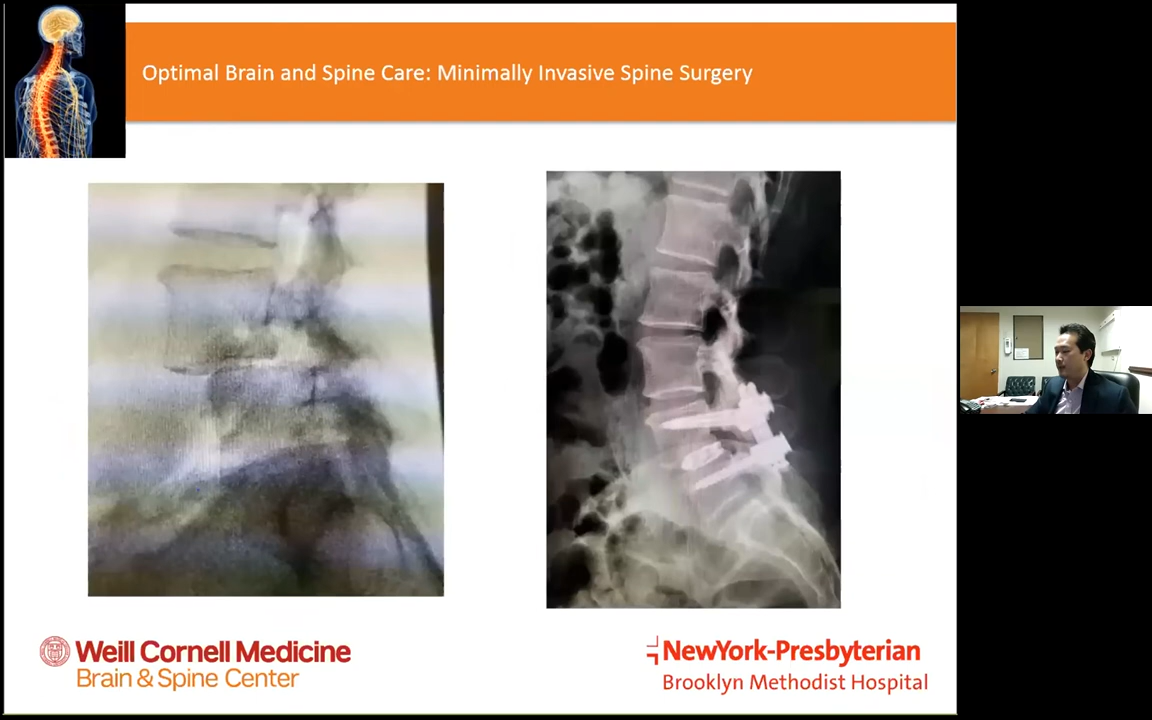 Optimal Brain and Spine Care: Minimally Invasive Spine Surgery
Weill Cornell Medicine
Brain & Spine Center
NewYork-Presbyterian
Brooklyn Methodist Hospital